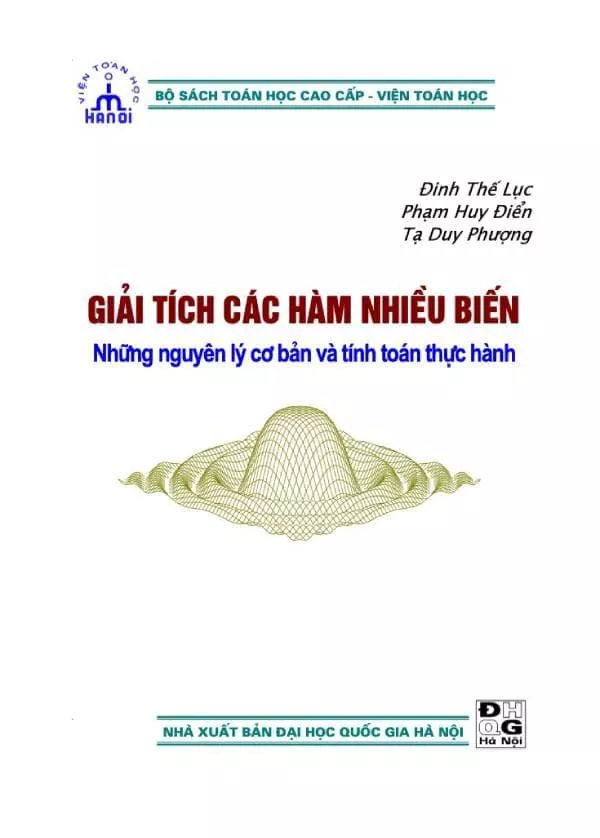 VIỆN TOÁN HỌC
HANOI
BỘ SÁCH TOÁN HỌC CAO CẤP - VIỆN TOÁN HỌC
Đinh Thế Lục
Phạm Huy Điển
Tạ Duy Phượng
GIẢI TÍCH CÁC HÀM NHIỀU BIẾN
Những nguyên lý cơ bản và tính toán thực hành
NHÀ XUẤT BẢN ĐẠI HỌC QUỐC GIA HÀ NỘI
ĐH
QG
Hà Nội